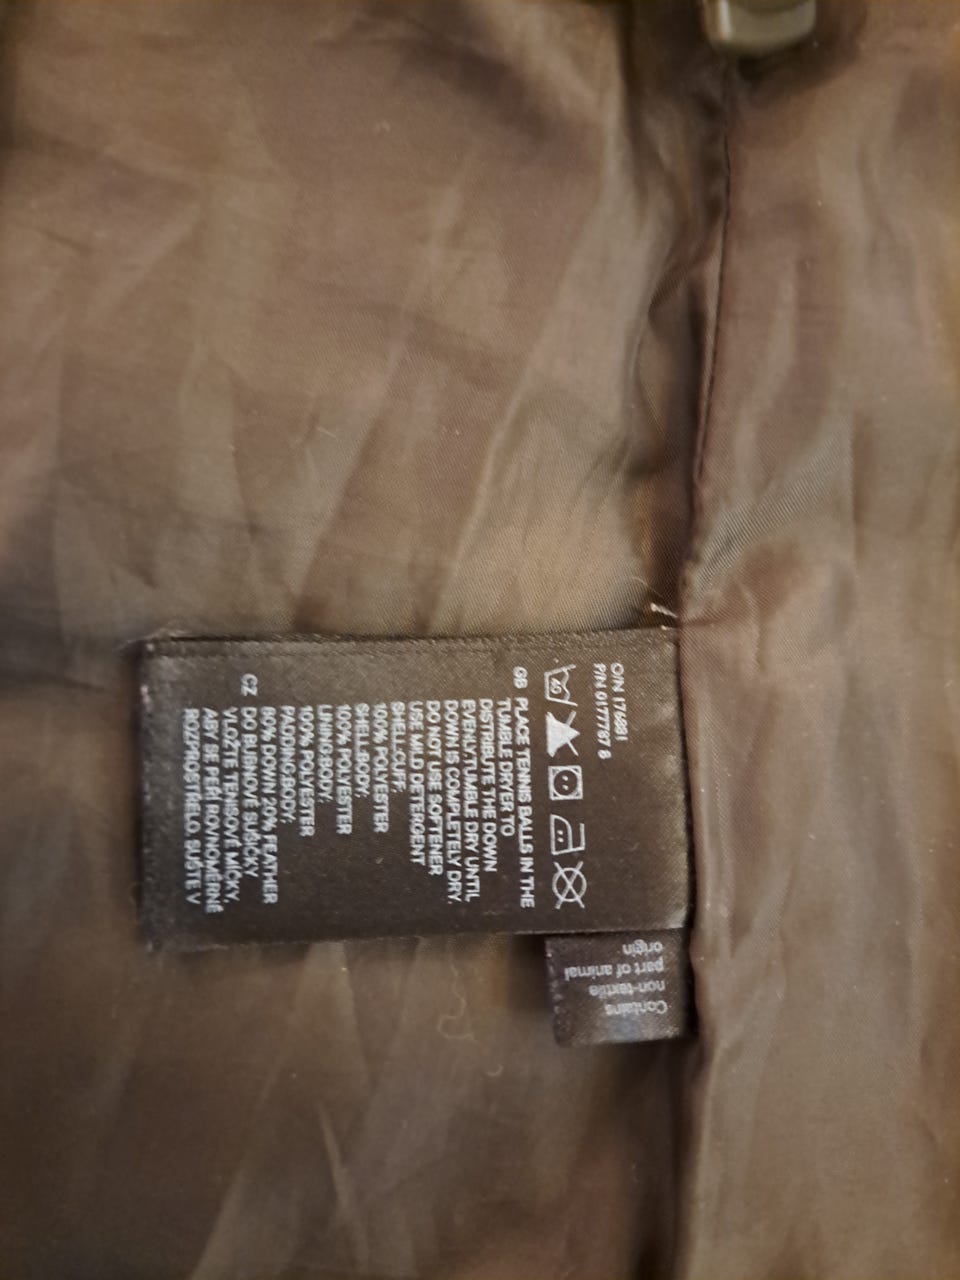 O/N 174681
P/N 0177787 8
40
GB PLACE TENNIS BALLS IN THE
TUMBLE DRYER TO
DISTRIBUTE THE DOWN
EVENLY.TUMBLE DRY UNTIL
DOWN IS COMPLETELY DRY.
DO NOT USE SOFTENER
USE MILD DETERGENT
SHELL:CUFF:
100% POLYESTER
SHELL:BODY:
100% POLYESTER
LINING:BODY:
100% POLYESTER
PADDING:BODY:
80% DOWN 20% FEATHER
CZ DO BUBNOVÉ SUŠIČKY
VLOŽTE TENISOVÉ MÍČKY,
ABY SE PEŘÍ ROVNOMĚRNĚ
ROZPROSTŘELO SUŠTE V
Contains
non-textile
part of animal
origin